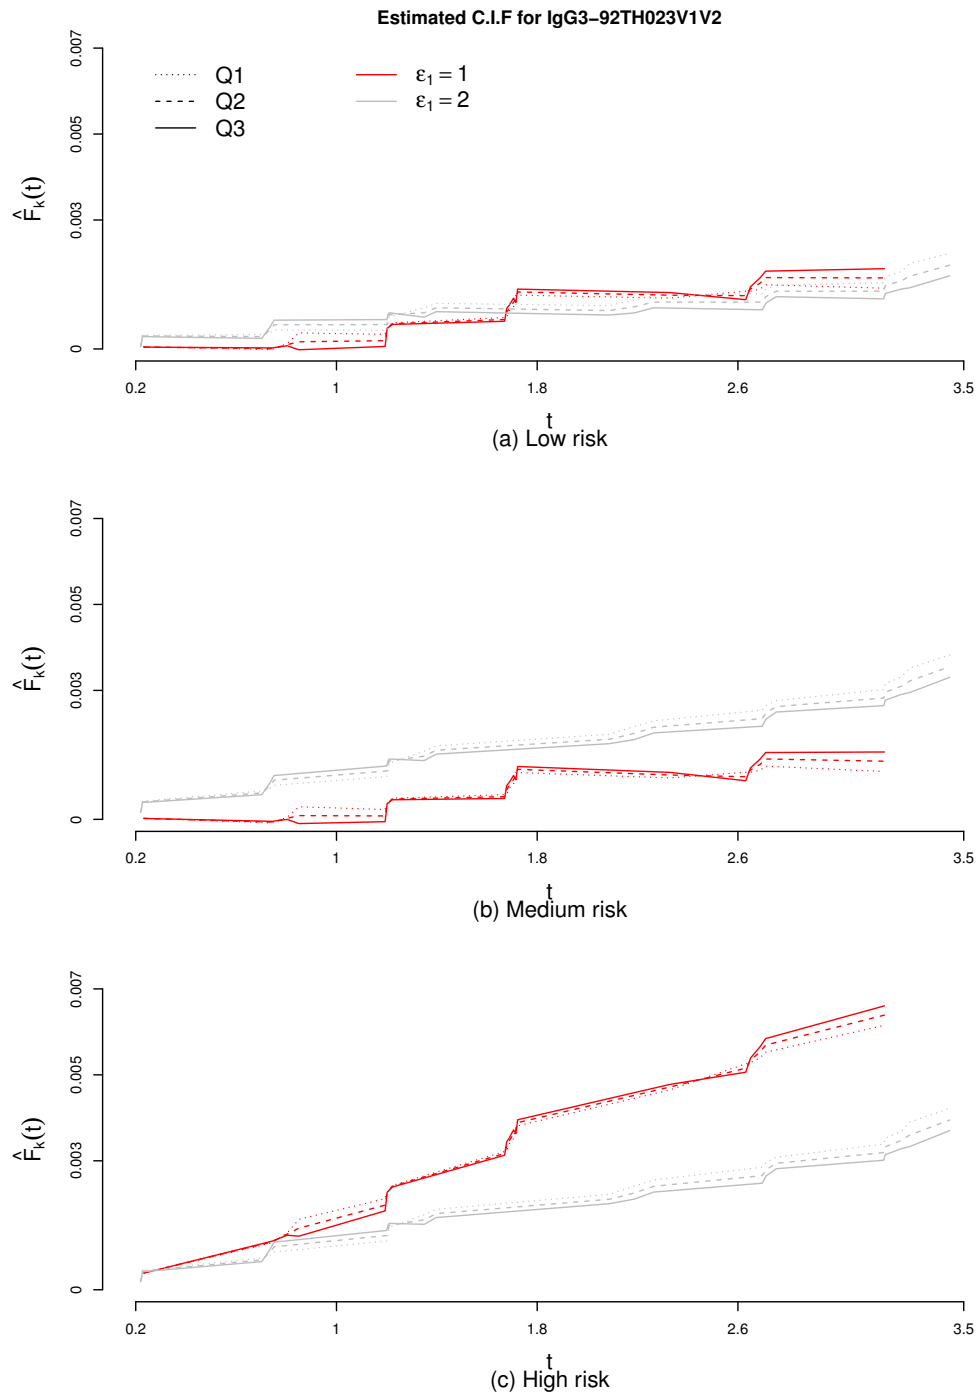 Estimated C.I.F for IgG3−92TH023V1V2
Q1
Q2
Q3
ε₁ = 1
ε₁ = 2
F̂ₖ(t)
0.007
0.005
0.003
0
0.2 1 1.8 2.6 3.5
t
(a) Low risk
F̂ₖ(t)
0.007
0.005
0.003
0
0.2 1 1.8 2.6 3.5
t
(b) Medium risk
F̂ₖ(t)
0.007
0.005
0.003
0
0.2 1 1.8 2.6 3.5
t
(c) High risk